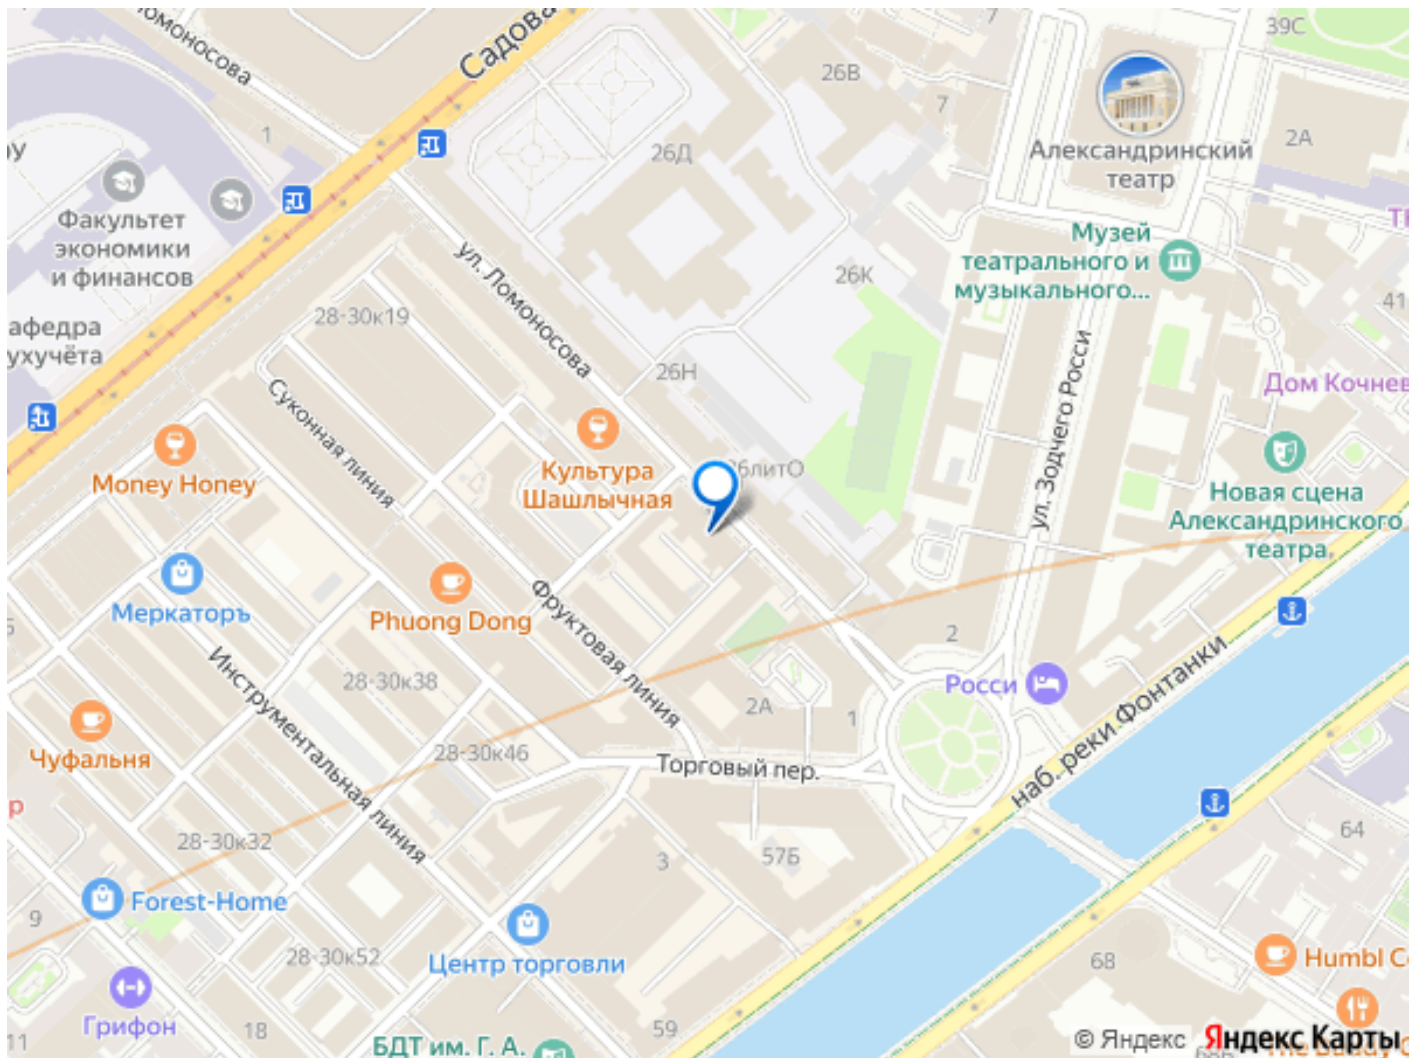 Ломоносова
Садова
39С
7
26В
7
2А
1
26Д
Александринский
театр
ру
Факультет
экономики
и финансов
Музей
театрального и
музыкального...
ул. Ломоносова
26К
41
28-30к19
афедра
ухучёта
26Н
Дом Кочнев
Суконная линия
ул. Зодчего Росси
Культура
Шашлычная
26литО
Money Honey
Новая сцена
Александринского
театра
Меркаторъ
Phuong Dong
Фруктовая линия
2
Росси
28-30к38
2А
1
Инструментальная линия
наб. реки Фонтанки
Чуфальня
28-30к46
Торговый пер.
р
28-30к32
3
57Б
64
9
Forest-Home
28-30к52
Центр торговли
68
Humbl C
Грифон
18
59
11
БДТ им. Г. А.
© Яндекс Яндекс Карты